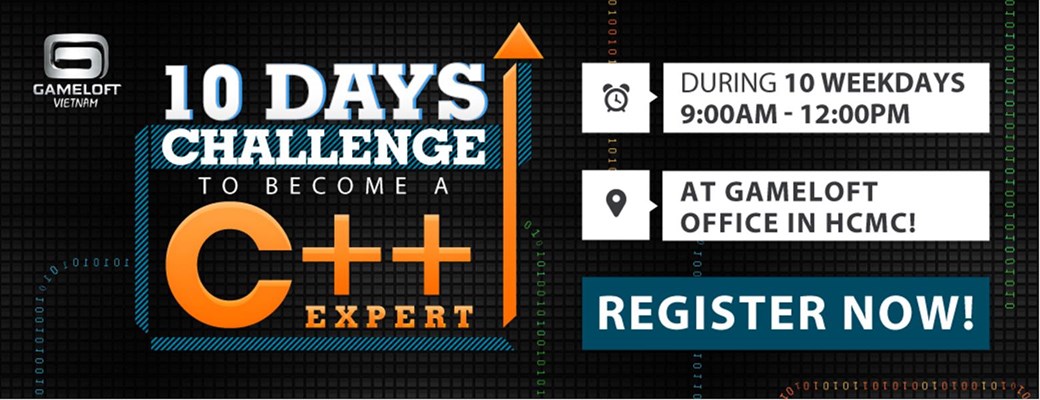 GAMELOFT
VIETNAM
10 DAYS
CHALLENGE
TO BECOME A
C++
EXPERT
DURING 10 WEEKDAYS
9:00AM - 12:00PM
AT GAMELOFT
OFFICE IN HCMC!
REGISTER NOW!